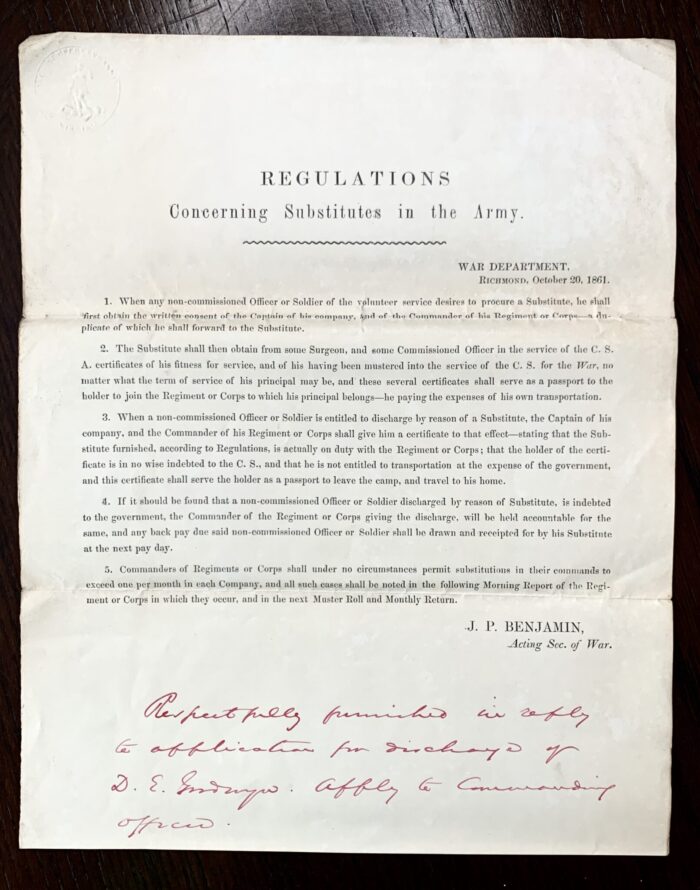 REGULATIONS
Concerning Substitutes in the Army.
WAR DEPARTMENT,
RICHMOND, October 20, 1861.
1. When any non-commissioned Officer or Soldier of the volunteer service desires to procure a Substitute, he shall
first obtain the written consent of the Captain of his company, and of the Commander of his Regiment or Corps—a du-
plicate of which he shall forward to the Substitute.
2. The Substitute shall then obtain from some Surgeon, and some Commissioned Officer in the service of the C. S.
A. certificates of his fitness for service, and of his having been mustered into the service of the C. S. for the War, no
matter what the term of service of his principal may be, and these several certificates shall serve as a passport to the
holder to join the Regiment or Corps to which his principal belongs—he paying the expenses of his own transportation.
3. When a non-commissioned Officer or Soldier is entitled to discharge by reason of a Substitute, the Captain of his
company, and the Commander of his Regiment or Corps shall give him a certificate to that effect—stating that the Sub-
stitute furnished, according to Regulations, is actually on duty with the Regiment or Corps; that the holder of the certi-
ficate is in no wise indebted to the C. S., and that he is not entitled to transportation at the expense of the government,
and this certificate shall serve the holder as a passport to leave the camp, and travel to his home.
4. If it should be found that a non-commissioned Officer or Soldier discharged by reason of Substitute, is indebted
to the government, the Commander of the Regiment or Corps giving the discharge, will be held accountable for the
same, and any back pay due said non-commissioned Officer or Soldier shall be drawn and receipted for by his Substitute
at the next pay day.
5. Commanders of Regiments or Corps shall under no circumstances permit substitutions in their commands to
exceed one per month in each Company, and all such cases shall be noted in the following Morning Report of the Regi-
ment or Corps in which they occur, and in the next Muster Roll and Monthly Return.
J. P. BENJAMIN,
Acting Sec. of War.
Respectfully furnished in reply
to application for discharge of
D. E. Apply to Commanding
officer.